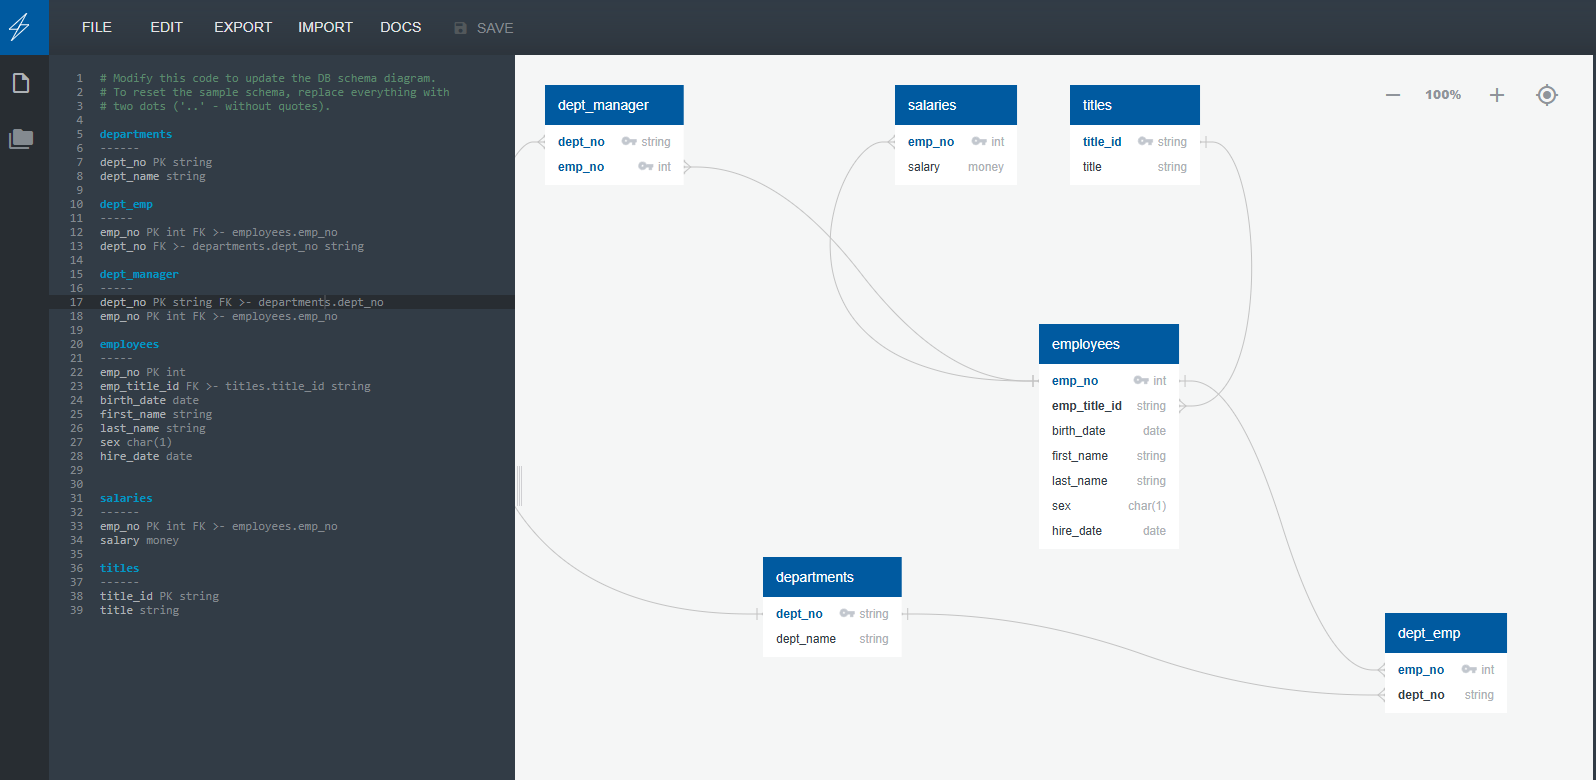 FILE EDIT EXPORT IMPORT DOCS SAVE
1 # Modify this code to update the DB schema diagram.
2 # To reset the sample schema, replace everything with
3 # two dots ('..' - without quotes).
4
5 departments
6 ------
7 dept_no PK string
8 dept_name string
9
10 dept_emp
11 -----
12 emp_no PK int FK >- employees.emp_no
13 dept_no FK >- departments.dept_no string
14
15 dept_manager
16 -----
17 dept_no PK string FK >- departments.dept_no
18 emp_no PK int FK >- employees.emp_no
19
20 employees
21 -----
22 emp_no PK int
23 emp_title_id FK >- titles.title_id string
24 birth_date date
25 first_name string
26 last_name string
27 sex char(1)
28 hire_date date
29
30
31 salaries
32 ------
33 emp_no PK int FK >- employees.emp_no
34 salary money
35
36 titles
37 ------
38 title_id PK string
39 title string
100%
dept_manager
dept_no string
emp_no int
salaries
emp_no int
salary money
titles
title_id string
title string
employees
emp_no int
emp_title_id string
birth_date date
first_name string
last_name string
sex char(1)
hire_date date
departments
dept_no string
dept_name string
dept_emp
emp_no int
dept_no string